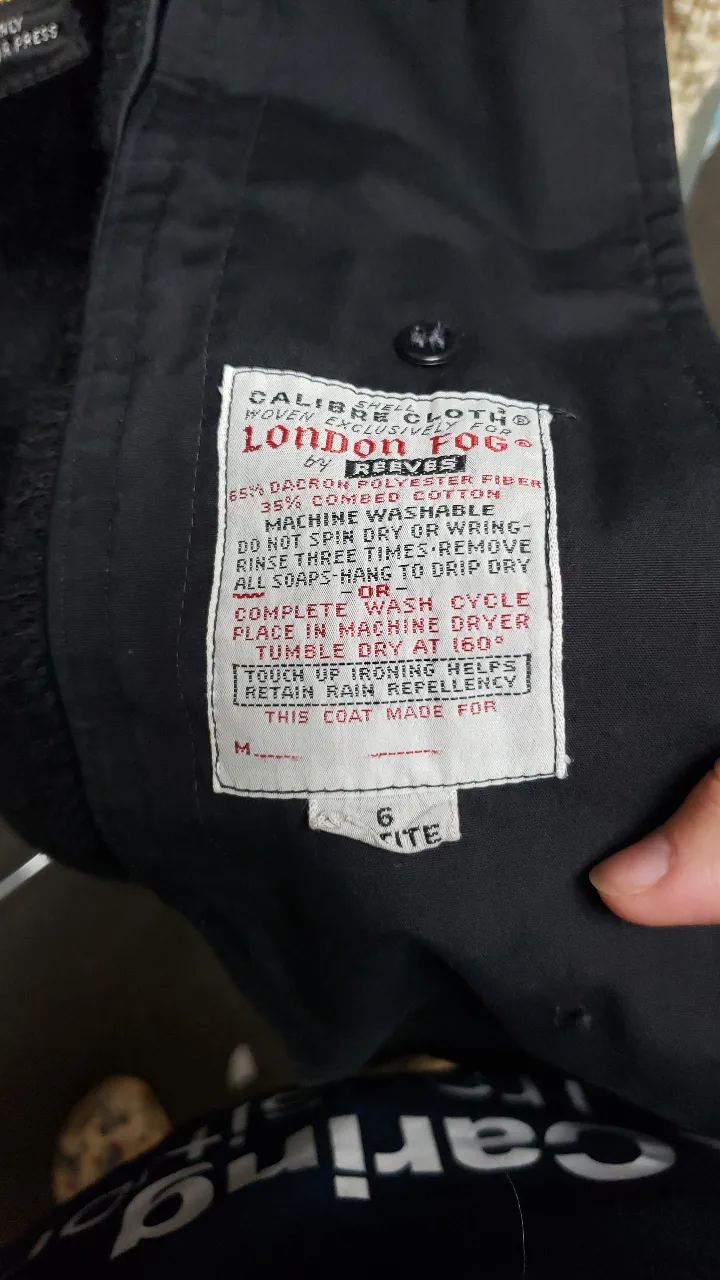 ONLY
PRESS
SHELL
CALIBRE CLOTH®
WOVEN EXCLUSIVELY FOR
LONDON FOG®
by REEVES
65% DACRON POLYESTER FIBER
35% COMBED COTTON
MACHINE WASHABLE
DO NOT SPIN DRY OR WRING-
RINSE THREE TIMES·REMOVE
ALL SOAPS-HANG TO DRIP DRY
-OR-
COMPLETE WASH CYCLE
PLACE IN MACHINE DRYER
TUMBLE DRY AT 160°
TOUCH UP IRONING HELPS
RETAIN RAIN REPELLENCY
THIS COAT MADE FOR
M
6
caring